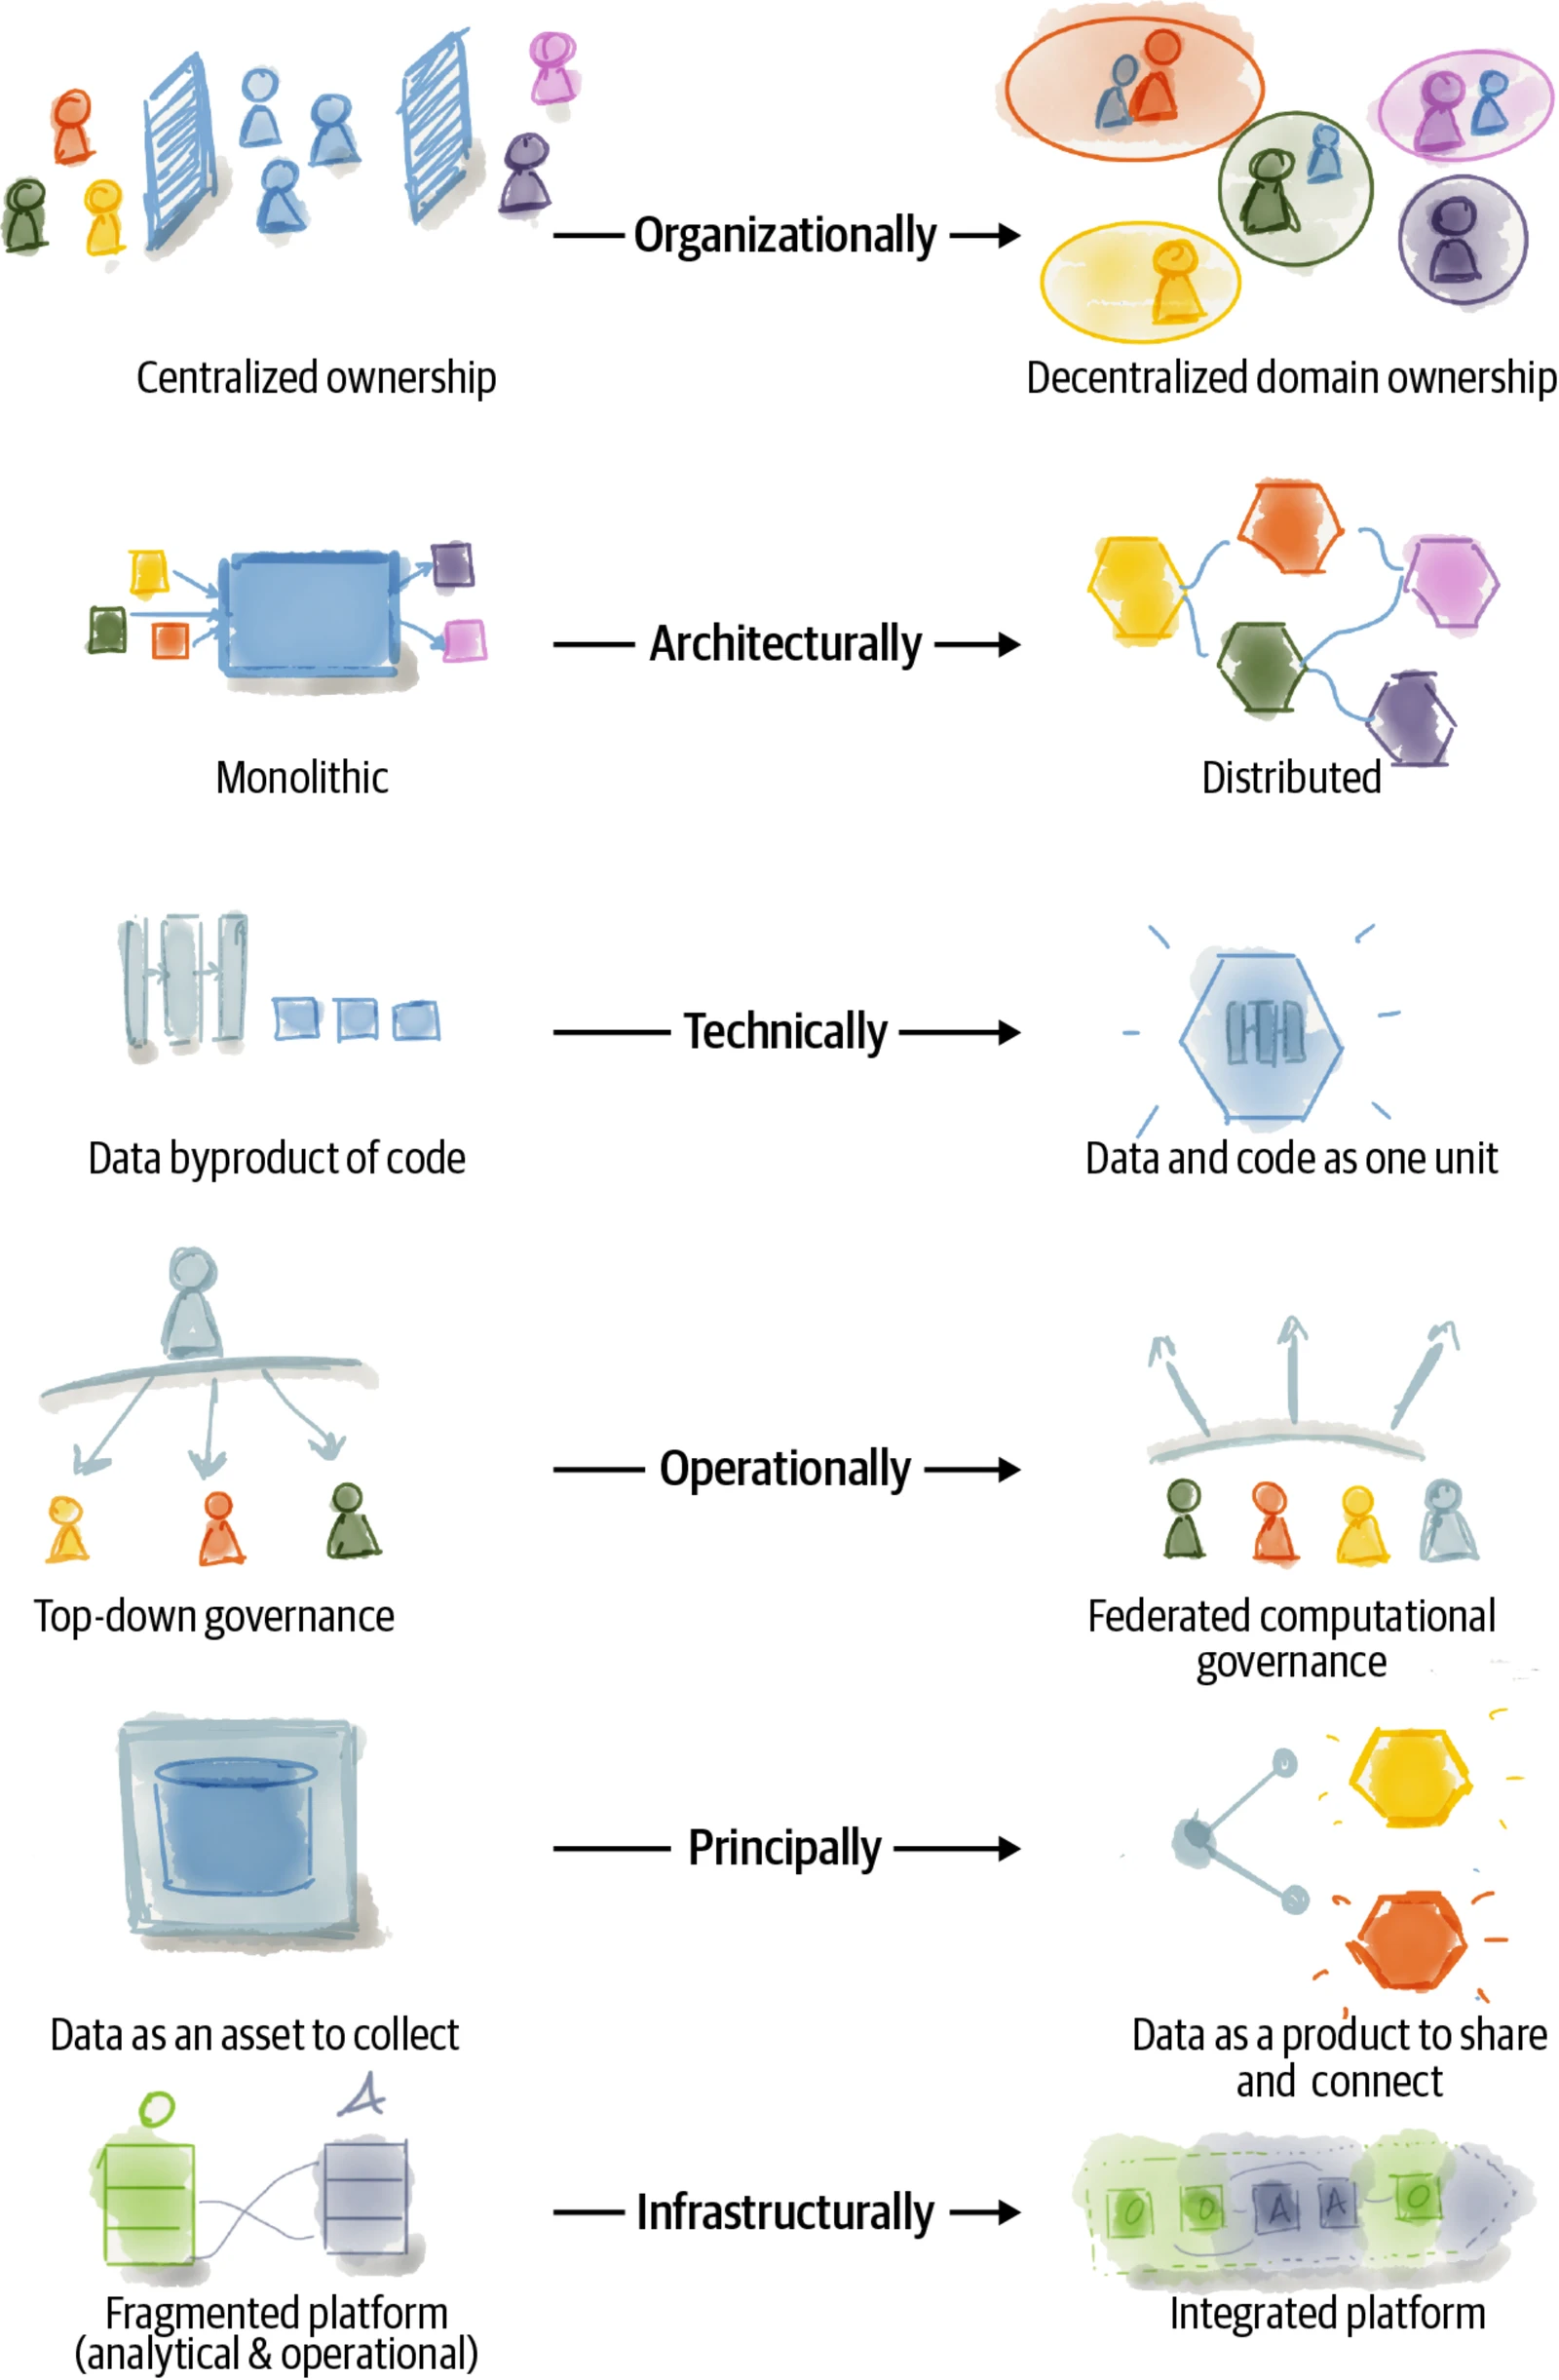 Organizationally
Centralized ownership
Decentralized domain ownership
Architecturally
Monolithic
Distributed
Technically
Data byproduct of code
Data and code as one unit
Operationally
Top-down governance
Federated computational
governance
Principally
Data as an asset to collect
Data as a product to share
and connect
O A
O O A A O
Infrastructurally
Fragmented platform
(analytical & operational)
Integrated platform